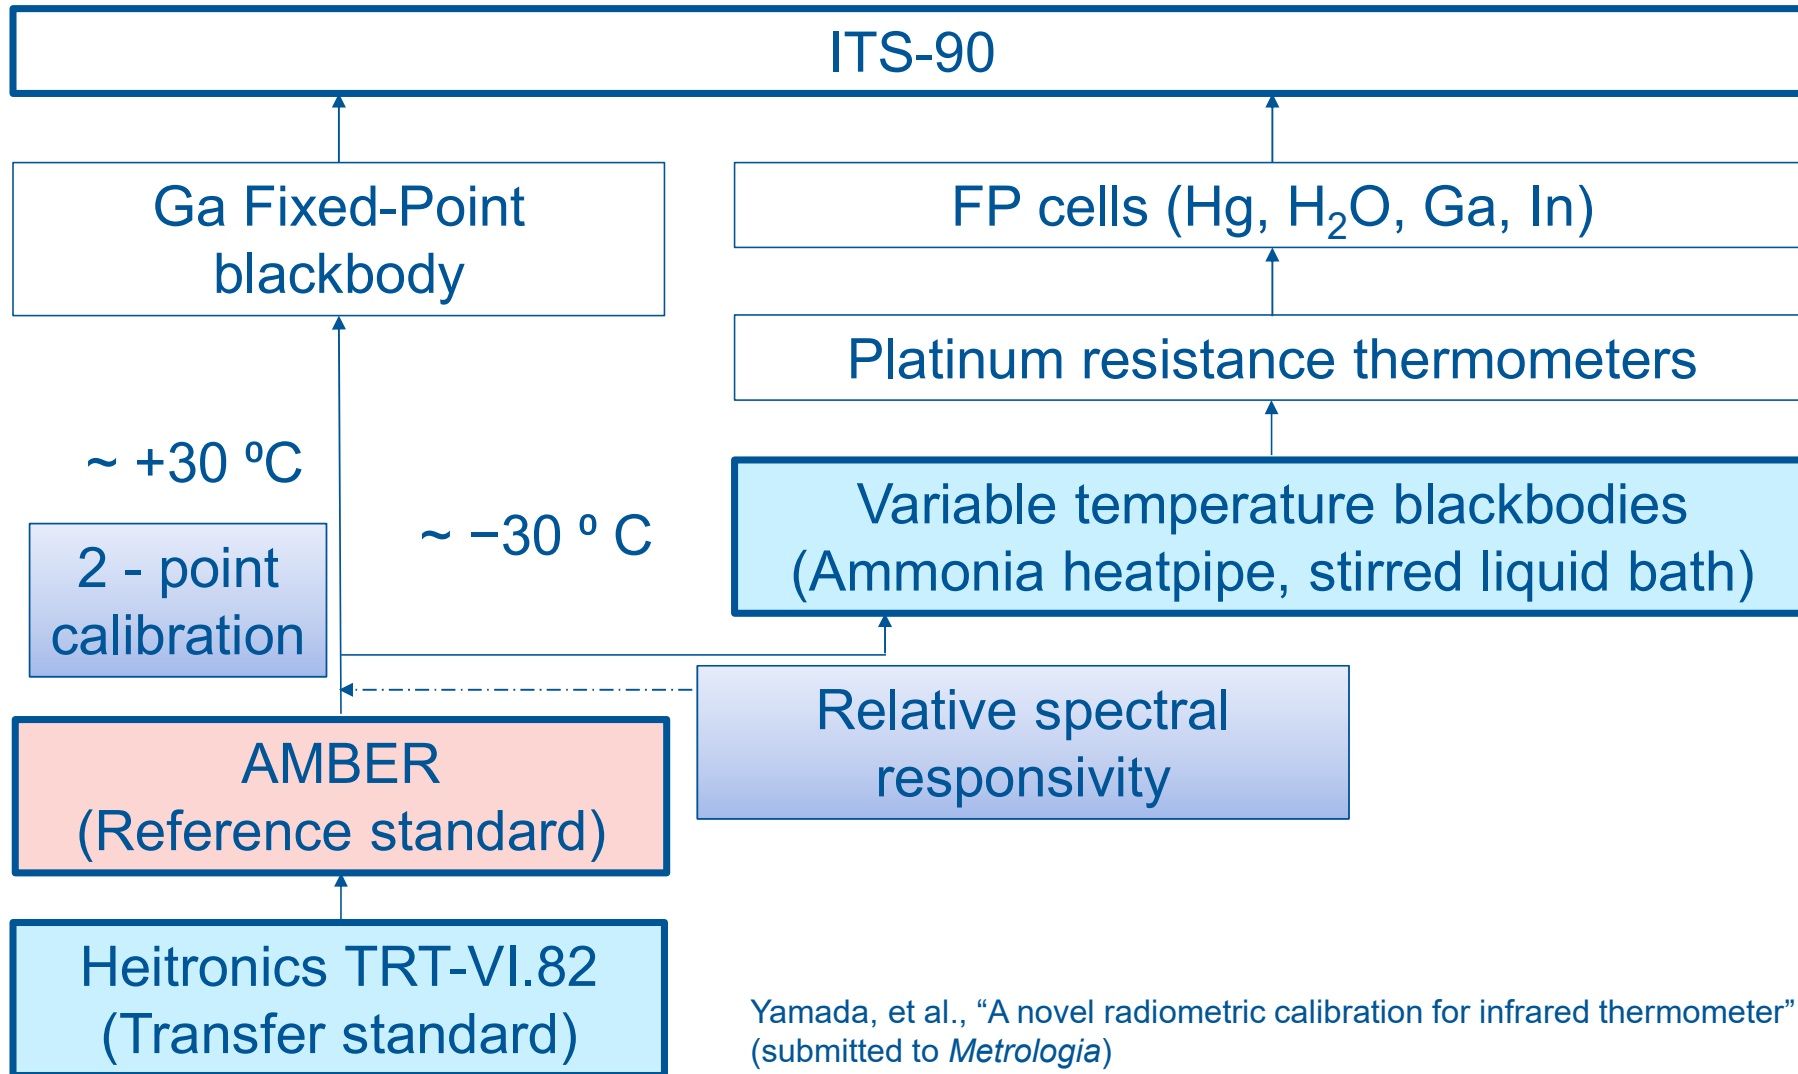 ITS-90
Ga Fixed-Point
blackbody
FP cells (Hg, H₂O, Ga, In)
Platinum resistance thermometers
~ +30 ºC
~ −30 º C
2 - point
calibration
Variable temperature blackbodies
(Ammonia heatpipe, stirred liquid bath)
Relative spectral
responsivity
AMBER
(Reference standard)
Heitronics TRT-VI.82
(Transfer standard)
Yamada, et al., “A novel radiometric calibration for infrared thermometer”
(submitted to Metrologia)